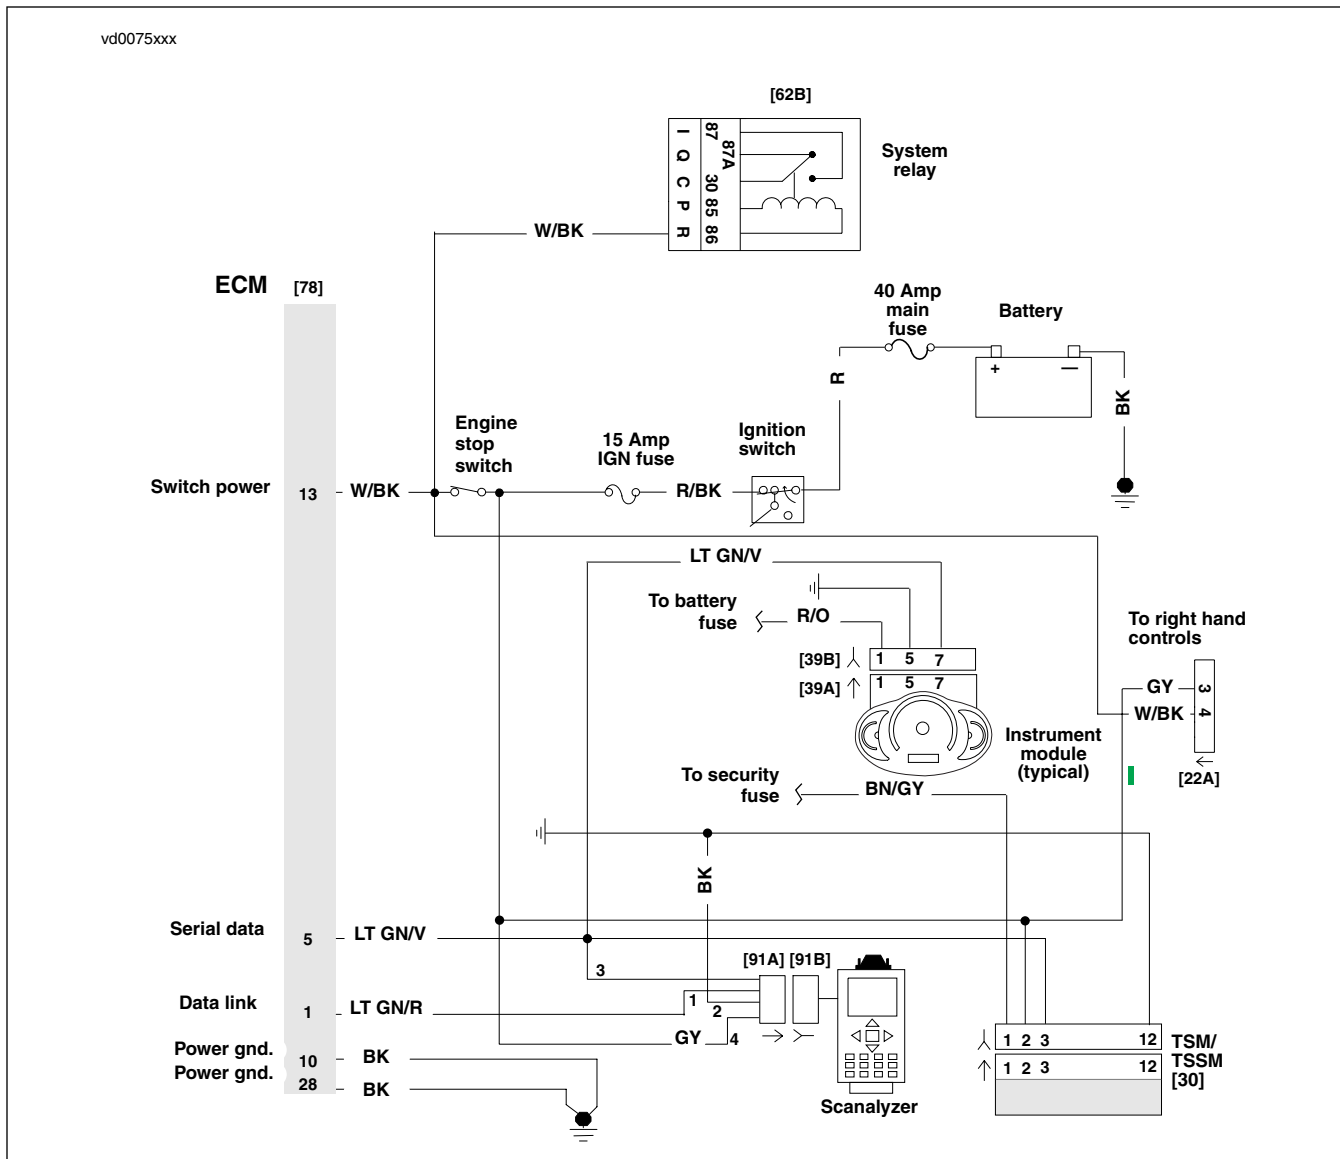 vd0075xxx
[62B]
I Q C P R
87 87A 30 85 86
System
relay
W/BK
ECM [78]
40 Amp
main
fuse
Battery
+ —
R
BK
Engine
stop
switch
15 Amp
IGN fuse
Ignition
switch
Switch power 13 W/BK R/BK
LT GN/V
To battery
fuse
R/O
To right hand
controls
[39B] 1 5 7
[39A] 1 5 7
GY 3
W/BK 4
[22A]
Instrument
module
(typical)
To security
fuse
BN/GY
BK
Serial data 5 LT GN/V
[91A] [91B]
3
Data link 1 LT GN/R 1
2
GY 4
Power gnd. 10 BK
Power gnd. 28 BK
1 2 3 12
1 2 3 12
TSM/
TSSM
[30]
Scanalyzer